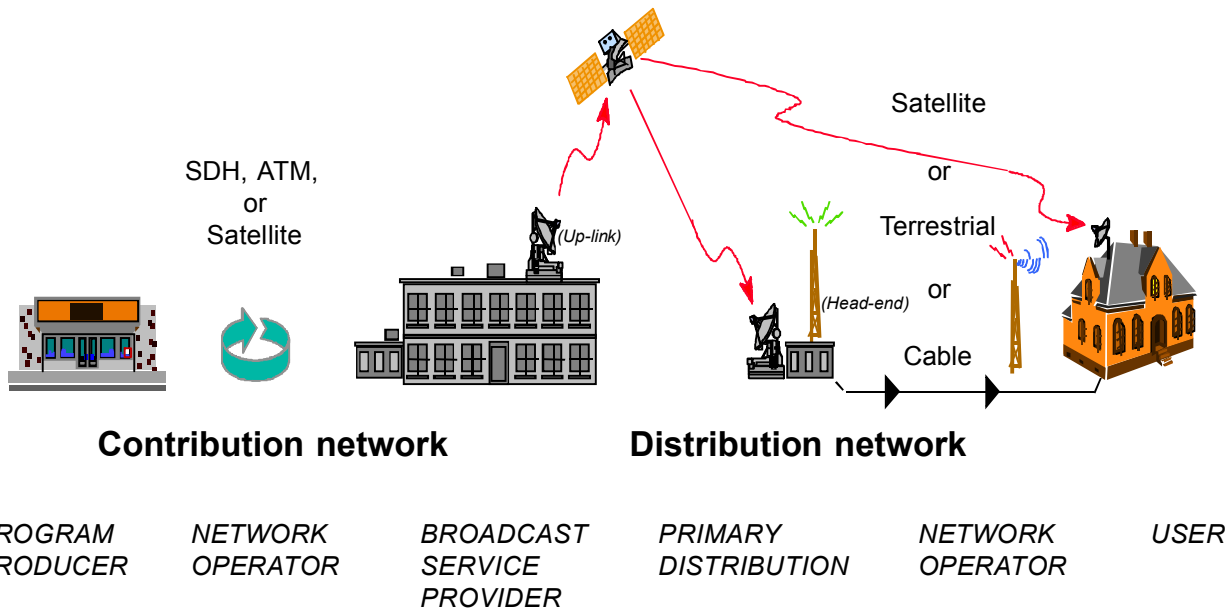 Satellite
SDH, ATM,
or
Satellite
(Up-link)
or
Terrestrial
(Head-end)
or
Cable
Contribution network
Distribution network
ROGRAM
RODUCER
NETWORK
OPERATOR
BROADCAST
SERVICE
PROVIDER
PRIMARY
DISTRIBUTION
NETWORK
OPERATOR
USER